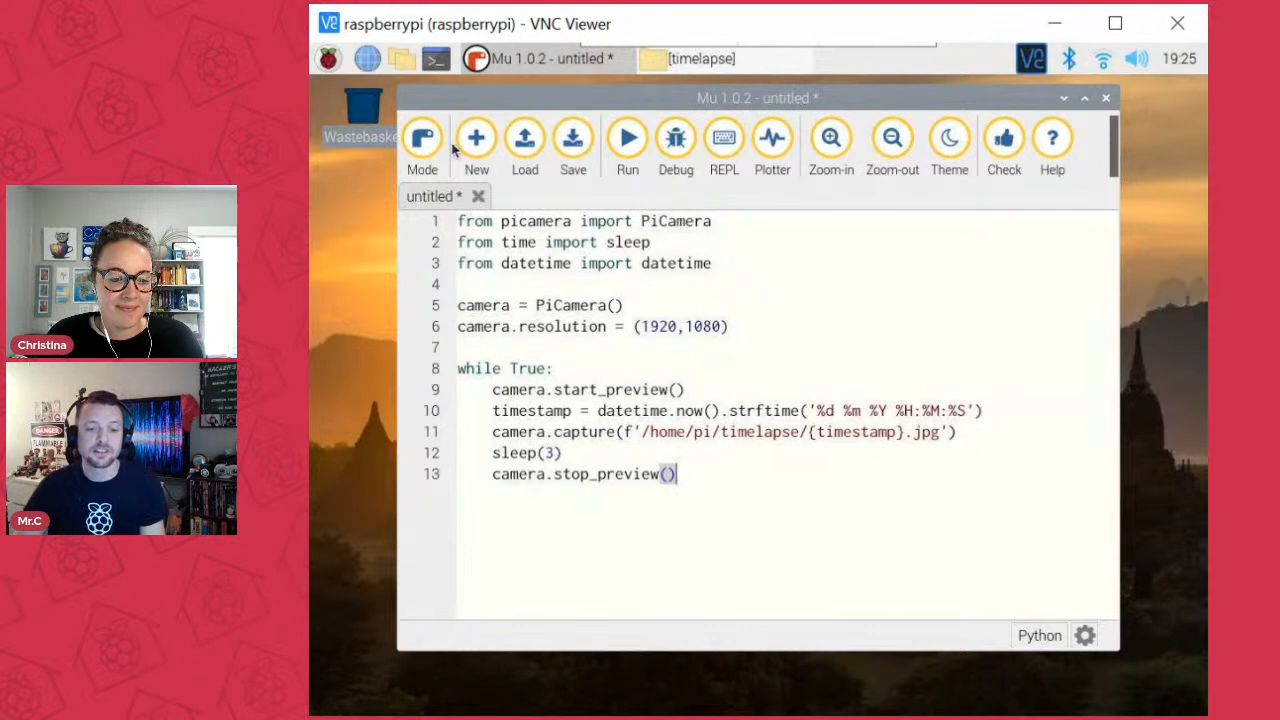 raspberrypi (raspberrypi) - VNC Viewer
Mu 1.0.2 - untitled *
[timelapse]
19:25
Wastebaske
Mu 1.0.2 - untitled *
Mode
New
Load
Save
Run
Debug
REPL
Plotter
Zoom-in
Zoom-out
Theme
Check
Help
untitled *
1 from picamera import PiCamera
2 from time import sleep
3 from datetime import datetime
4
5 camera = PiCamera()
6 camera.resolution = (1920,1080)
7
8 while True:
9 camera.start_preview()
10 timestamp = datetime.now().strftime('%d %m %Y %H:%M:%S')
11 camera.capture(f'/home/pi/timelapse/{timestamp}.jpg')
12 sleep(3)
13 camera.stop_preview()
Python
Christina
HACKER'S
DANGER
FLAMMABLE
Mr.C